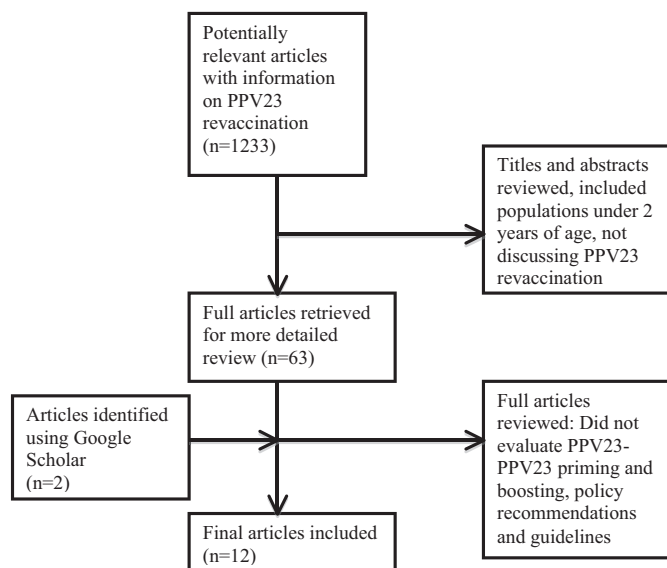 Potentially
relevant articles
with information
on PPV23
revaccination
(n=1233)
Titles and abstracts
reviewed, included
populations under 2
years of age, not
discussing PPV23
revaccination
Full articles retrieved
for more detailed
review (n=63)
Articles identified
using Google
Scholar
(n=2)
Full articles
reviewed: Did not
evaluate PPV23-
PPV23 priming and
boosting, policy
recommendations
and guidelines
Final articles included
(n=12)